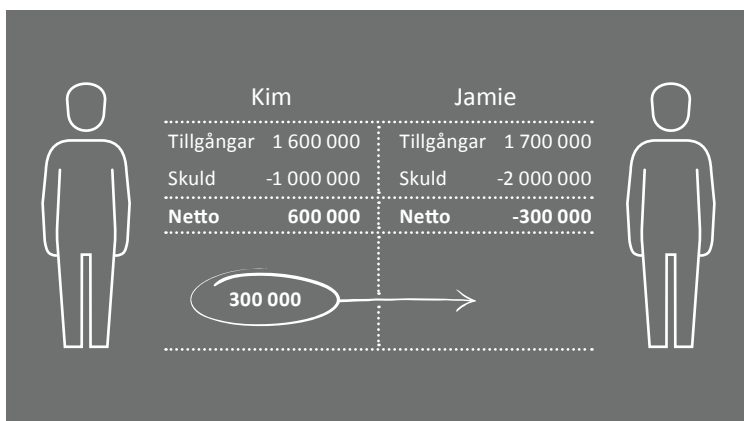 Kim Jamie
Tillgångar 1 600 000 Tillgångar 1 700 000
Skuld -1 000 000 Skuld -2 000 000
Netto 600 000 Netto -300 000
300 000